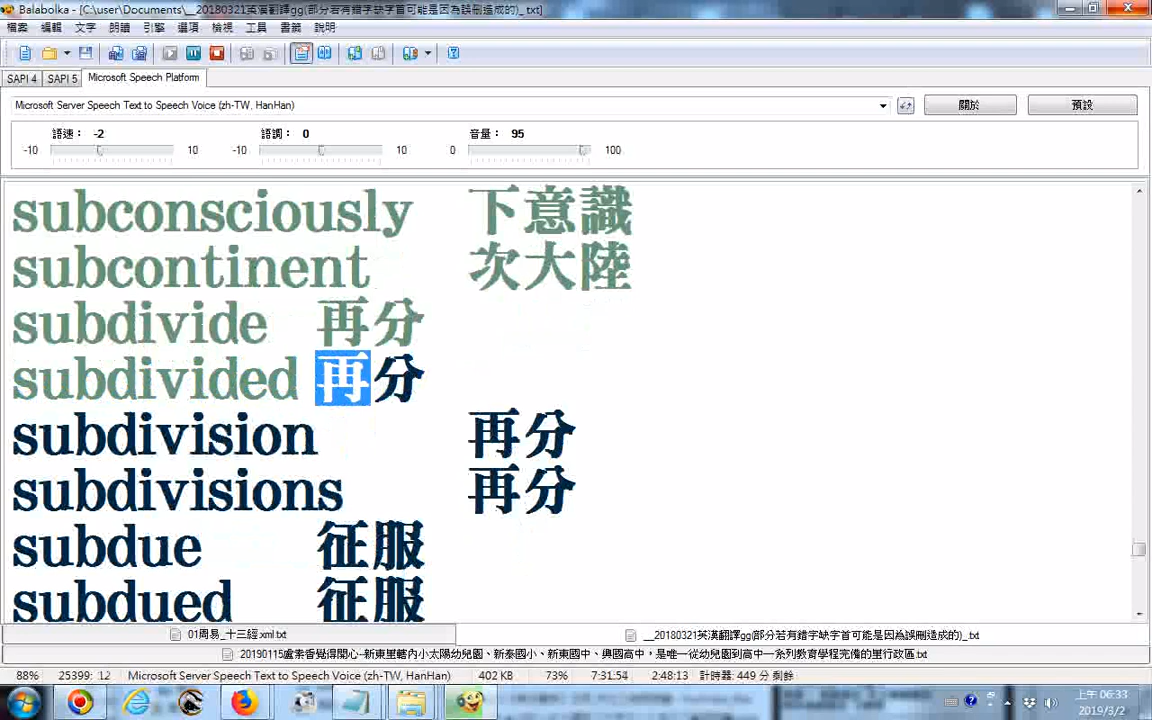 Balabolka - [C:\user\Documents\__20180321英漢翻譯gg(部分若有錯字缺字首可能是因為誤刪造成的)_.txt]
檔案 編輯 文字 朗讀 引擎 選項 檢視 工具 書籤 說明
SAPI 4 SAPI 5 Microsoft Speech Platform
Microsoft Server Speech Text to Speech Voice (zh-TW, HanHan) 關於 預設
語速： -2 語調： 0 音量： 95
-10 10 -10 10 0 100
subconsciously 下意識
subcontinent 次大陸
subdivide 再分
subdivided 再分
subdivision 再分
subdivisions 再分
subdue 征服
subdued 征服
01周易_十三經.xml.txt __20180321英漢翻譯gg(部分若有錯字缺字首可能是因為誤刪造成的)_.txt
20190115盧素香覺得開心-新東里轄內小太陽幼兒園、新泰國小、新東國中、興國高中，是唯一從幼兒園到高中一系列教育學程完備的里行政區.txt
88% 25399: 12 Microsoft Server Speech Text to Speech Voice (zh-TW, HanHan) 402 KB 73% 7:31:54 2:48:13 計時器: 449 分 剩餘
上午 06:33
2019/3/2